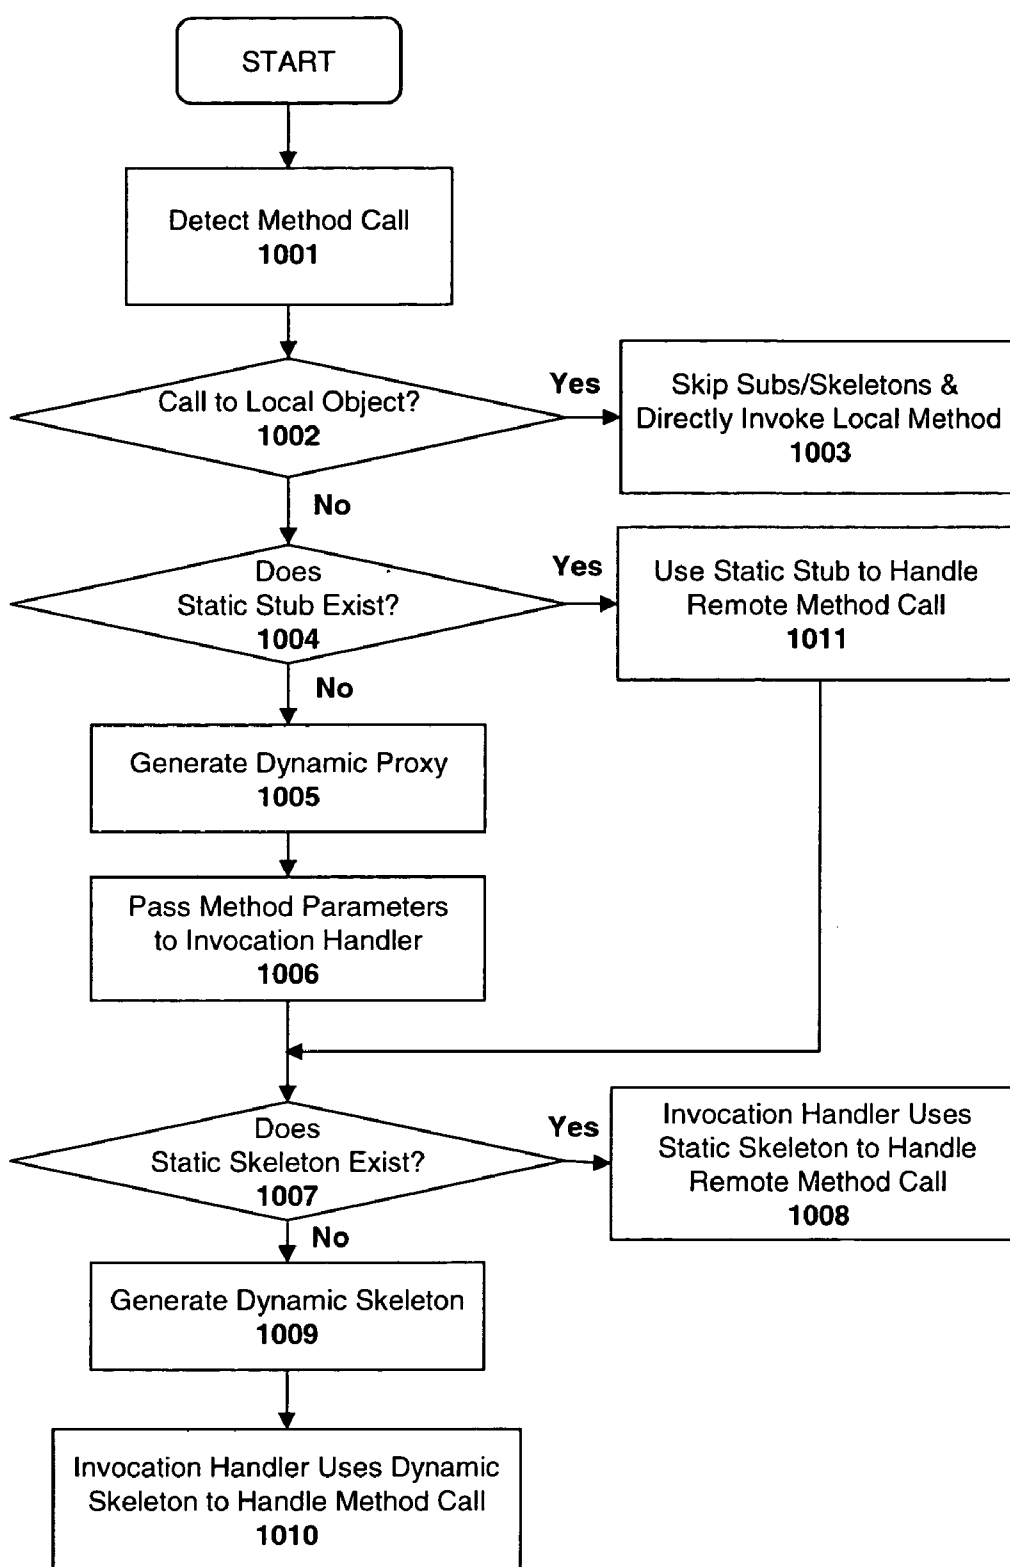 START
Detect Method Call
1001
Call to Local Object?
1002
Yes
Skip Subs/Skeletons &
Directly Invoke Local Method
1003
No
Does
Static Stub Exist?
1004
Yes
Use Static Stub to Handle
Remote Method Call
1011
No
Generate Dynamic Proxy
1005
Pass Method Parameters
to Invocation Handler
1006
Does
Static Skeleton Exist?
1007
Yes
Invocation Handler Uses
Static Skeleton to Handle
Remote Method Call
1008
No
Generate Dynamic Skeleton
1009
Invocation Handler Uses Dynamic
Skeleton to Handle Method Call
1010